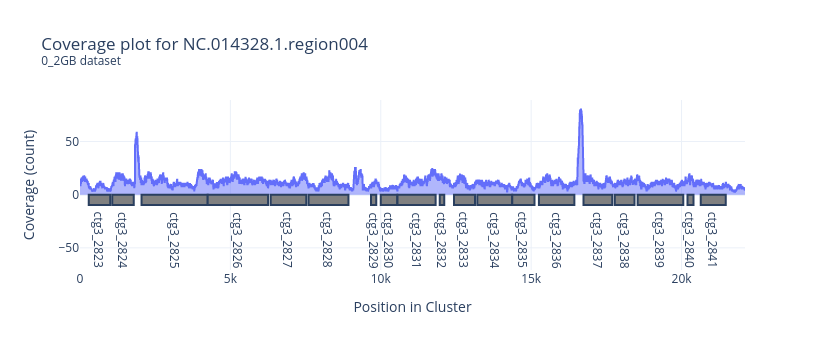 Coverage plot for NC.014328.1.region004
0_2GB dataset
Coverage (count)
50
0
−50
ctg3_2823
ctg3_2824
ctg3_2825
ctg3_2826
ctg3_2827
ctg3_2828
ctg3_2829
ctg3_2830
ctg3_2831
ctg3_2832
ctg3_2833
ctg3_2834
ctg3_2835
ctg3_2836
ctg3_2837
ctg3_2838
ctg3_2839
ctg3_2840
ctg3_2841
0
5k
10k
15k
20k
Position in Cluster